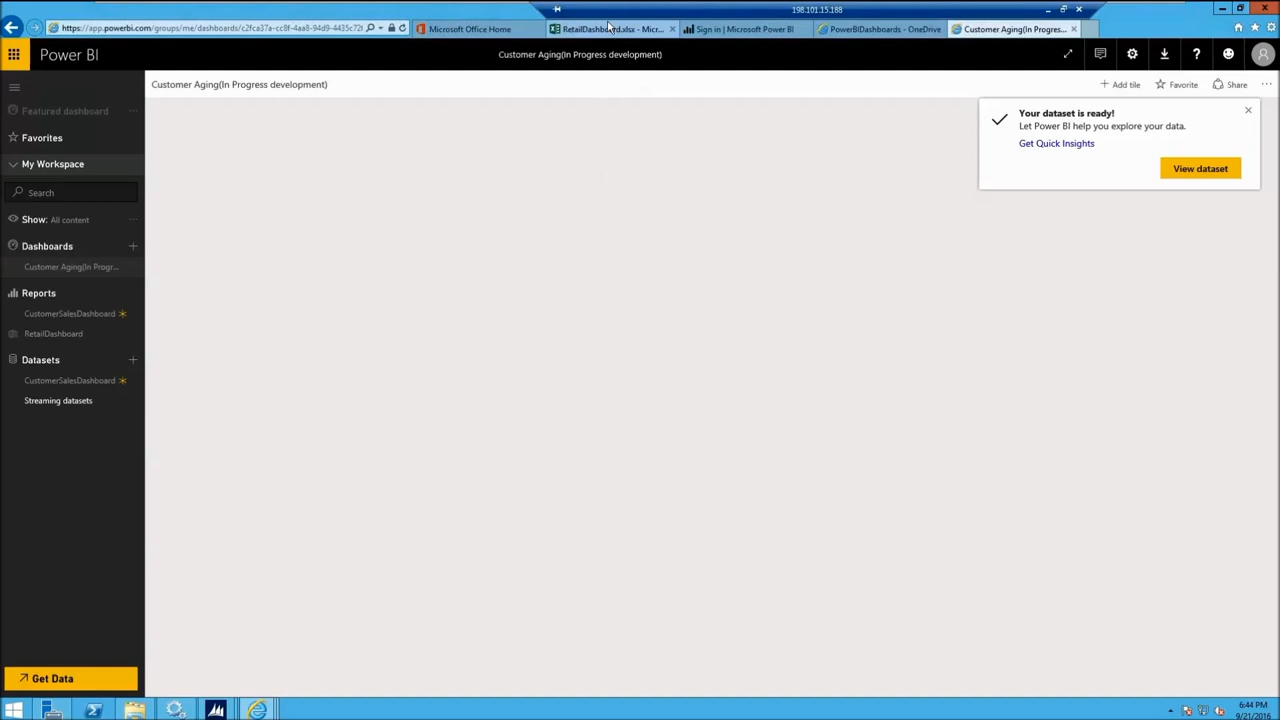 198.101.15.188
https://app.powerbi.com/groups/me/dashboards/c2fca37a-cc8f-4aa8-94d9-4435c72
Microsoft Office Home
RetailDashboard.xlsx - Micr...
Sign in | Microsoft Power BI
PowerBIDashboards - OneDrive
Customer Aging(In Progres...
Power BI
Customer Aging(In Progress development)
Customer Aging(In Progress development)
Add tile
Favorite
Share
Featured dashboard
Favorites
My Workspace
Search
Show: All content
Dashboards
Customer Aging(In Progr...
Reports
CustomerSalesDashboard
RetailDashboard
Datasets
CustomerSalesDashboard
Streaming datasets
Your dataset is ready!
Let Power BI help you explore your data.
Get Quick Insights
View dataset
Get Data
6:44 PM
9/21/2016